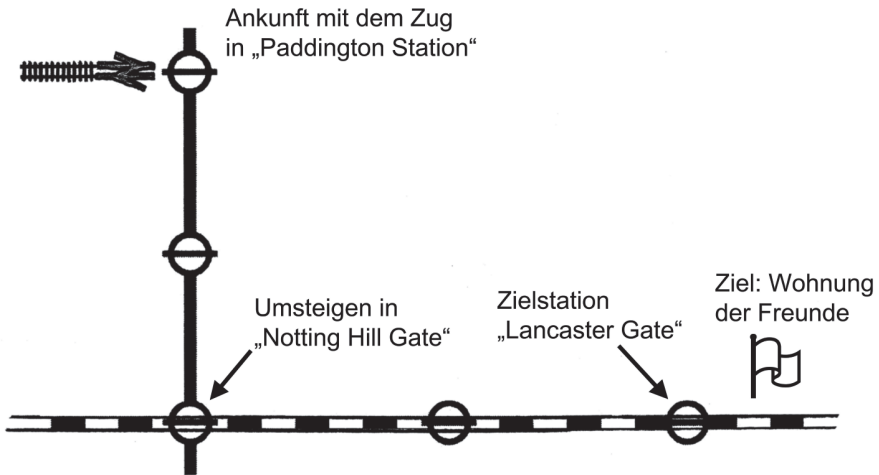 Ankunft mit dem Zug
in „Paddington Station“
Umsteigen in
„Notting Hill Gate“
Zielstation
„Lancaster Gate“
Ziel: Wohnung
der Freunde